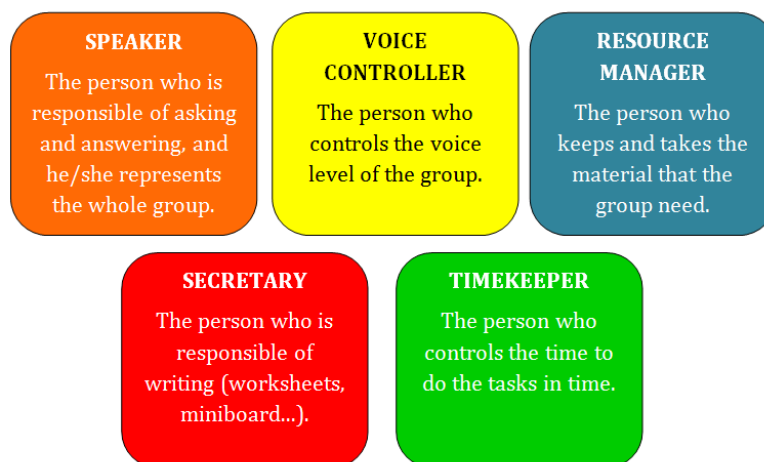 SPEAKER
The person who is
responsible of asking
and answering, and
he/she represents
the whole group.
VOICE
CONTROLLER
The person who
controls the voice
level of the group.
RESOURCE
MANAGER
The person who
keeps and takes the
material that the
group need.
SECRETARY
The person who is
responsible of
writing (worksheets,
miniboard...).
TIMEKEEPER
The person who
controls the time to
do the tasks in time.